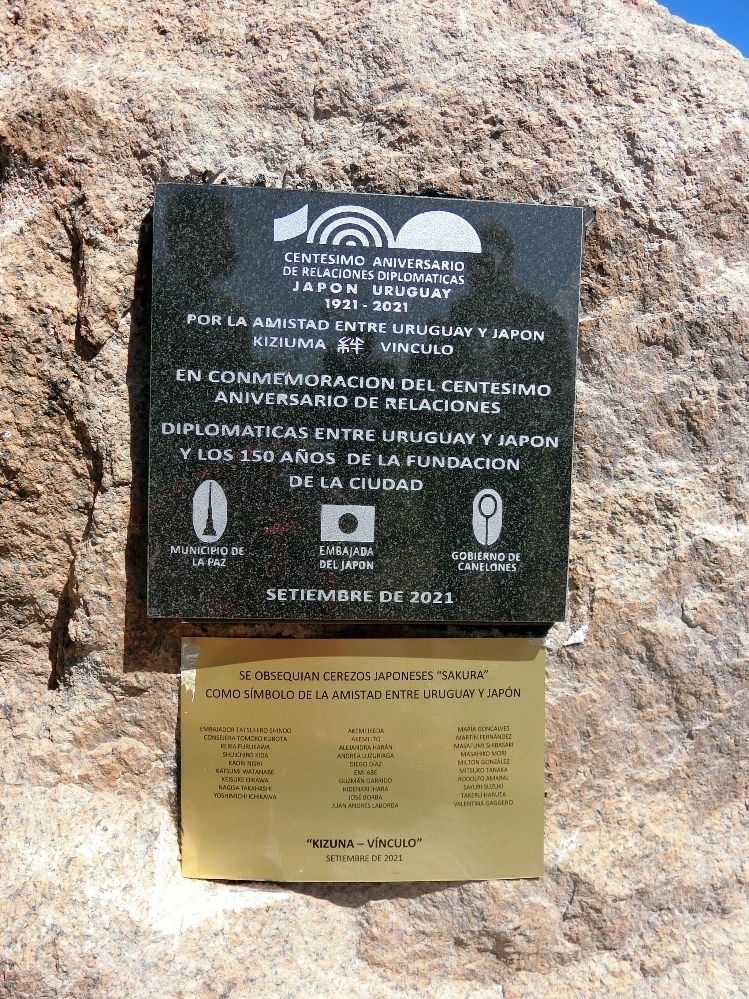 100
CENTESIMO ANIVERSARIO
DE RELACIONES DIPLOMATICAS
JAPON URUGUAY
1921 - 2021
POR LA AMISTAD ENTRE URUGUAY Y JAPON
KIZIUMA 絆 VINCULO
EN CONMEMORACION DEL CENTESIMO
ANIVERSARIO DE RELACIONES
DIPLOMATICAS ENTRE URUGUAY Y JAPON
Y LOS 150 AÑOS DE LA FUNDACION
DE LA CIUDAD
MUNICIPIO DE
LA PAZ
EMBAJADA
DEL JAPON
GOBIERNO DE
CANELONES
SETIEMBRE DE 2021
SE OBSEQUIAN CEREZOS JAPONESES "SAKURA"
COMO SÍMBOLO DE LA AMISTAD ENTRE URUGUAY Y JAPÓN
EMBAJADOR TATSUHIRO SHINDO
CONSEJERA TOMOKO KUBOTA
KEIKA FURUKAWA
SHUICHIRO KIDA
KAORI NISHI
KATSUMI WATANABE
KEISUKE OIKAWA
NAGISA TAKAHASHI
YOSHIMICHI ICHIKAWA
AKEMI IKEDA
AKEMI ITO
ALEJANDRA HARÁN
ANDREA LUZURIAGA
DIEGO DÍAZ
EMI ABE
GUZMÁN GARRIDO
HIDENARI IHARA
JOSÉ BORBA
JUAN ANDRÉS LABORDA
MARÍA GONCALVES
MARTÍN FERNÁNDEZ
MASAFUMI SHIBASAKI
MASAHIKO MORI
MILTON GONZÁLEZ
MITSUKO TANAKA
RODOLFO AMARAL
SAYURI SUZUKI
TAKERU HARUTA
VALENTINA GAGGERO
"KIZUNA – VÍNCULO"
SETIEMBRE DE 2021